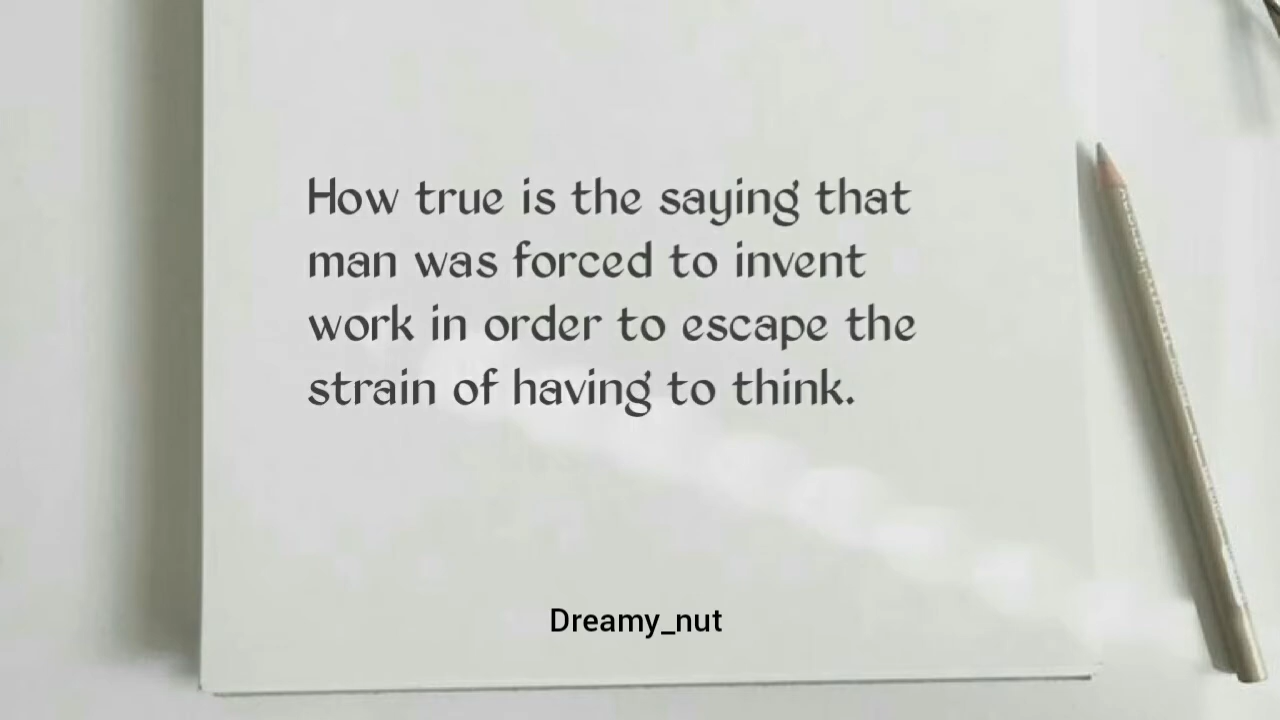 How true is the saying that
man was forced to invent
work in order to escape the
strain of having to think.
Dreamy_nut